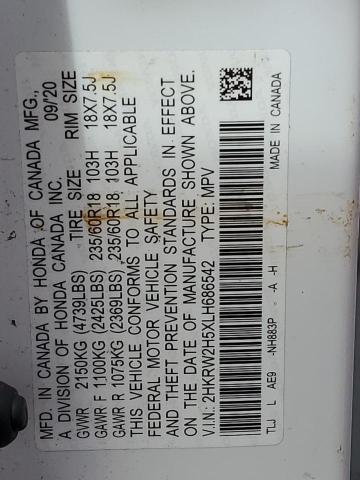 MFD. IN CANADA BY HONDA OF CANADA MFG.,
A DIVISION OF HONDA CANADA INC. 09/'20
TIRE SIZE RIM SIZE
GVWR 2150KG (4739LBS)
GAWR F 1100KG (2425LBS) 235/60R18 103H 18X7.5J
GAWR R 1075KG (2369LBS) 235/60R18 103H 18X7.5J
THIS VEHICLE CONFORMS TO ALL APPLICABLE
FEDERAL MOTOR VEHICLE SAFETY
AND THEFT PREVENTION STANDARDS IN EFFECT
ON THE DATE OF MANUFACTURE SHOWN ABOVE.
V.I.N: 2HKRW2H5XLH686542 TYPE: MPV
TLJ L AE9 -NH883P -A -H MADE IN CANADA